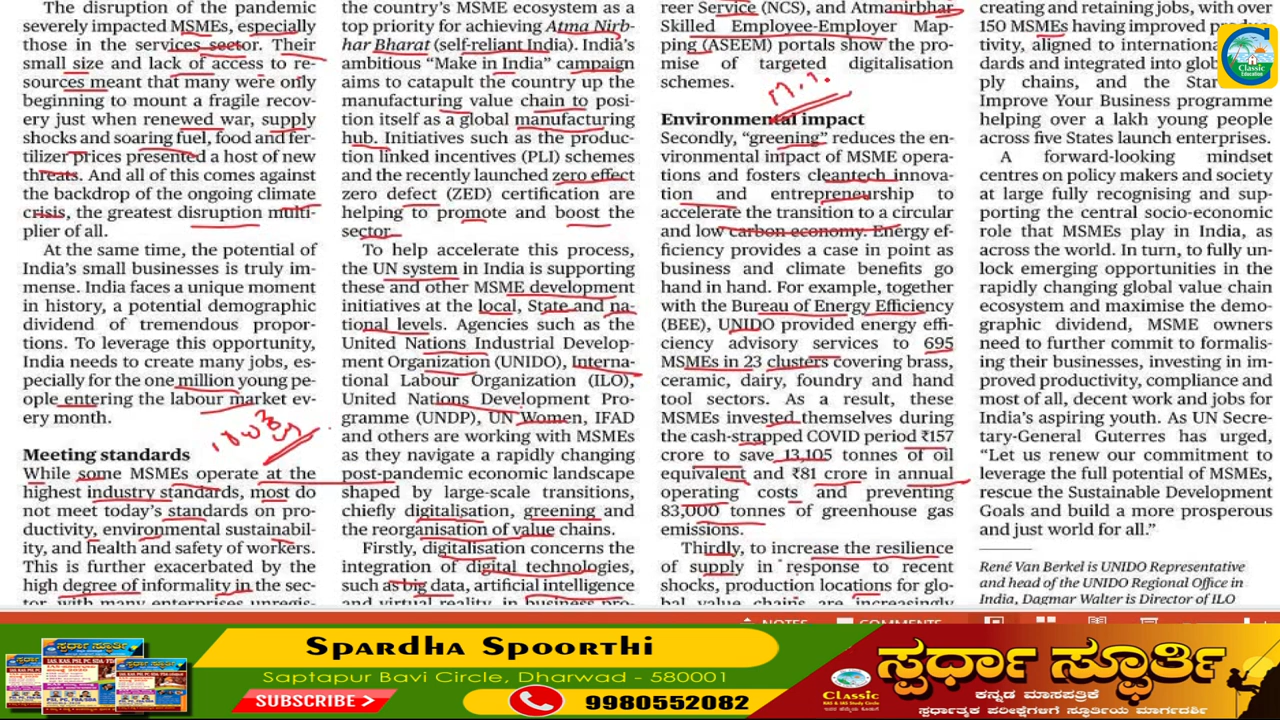 The disruption of the pandemic
severely impacted MSMEs, especially
those in the services sector. Their
small size and lack of access to re-
sources meant that many were only
beginning to mount a fragile recov-
ery just when renewed war, supply
shocks and soaring fuel, food and fer-
tilizer prices presented a host of new
threats. And all of this comes against
the backdrop of the ongoing climate
crisis, the greatest disruption multi-
plier of all.
At the same time, the potential of
India's small businesses is truly im-
mense. India faces a unique moment
in history, a potential demographic
dividend of tremendous propor-
tions. To leverage this opportunity,
India needs to create many jobs, es-
pecially for the one million young pe-
ople entering the labour market ev-
ery month.
Meeting standards
While some MSMEs operate at the
highest industry standards, most do
not meet today's standards on pro-
ductivity, environmental sustainabil-
ity, and health and safety of workers.
This is further exacerbated by the
high degree of informality in the sec-
tor, with many enterprises unregis-
the country's MSME ecosystem as a
top priority for achieving Atma Nirb-
har Bharat (self-reliant India). India's
ambitious "Make in India" campaign
aims to catapult the country up the
manufacturing value chain to posi-
tion itself as a global manufacturing
hub. Initiatives such as the produc-
tion linked incentives (PLI) schemes
and the recently launched zero effect
zero defect (ZED) certification are
helping to promote and boost the
sector.
To help accelerate this process,
the UN system in India is supporting
these and other MSME development
initiatives at the local, State and na-
tional levels. Agencies such as the
United Nations Industrial Develop-
ment Organization (UNIDO), Interna-
tional Labour Organization (ILO),
United Nations Development Pro-
gramme (UNDP), UN Women, IFAD
and others are working with MSMEs
as they navigate a rapidly changing
post-pandemic economic landscape
shaped by large-scale transitions,
chiefly digitalisation, greening and
the reorganisation of value chains.
Firstly, digitalisation concerns the
integration of digital technologies,
such as big data, artificial intelligence
and virtual reality, in business pro-
reer Service (NCS), and Atmanirbhar
Skilled Employee-Employer Map-
ping (ASEEM) portals show the pro-
mise of targeted digitalisation
schemes.
Environmental impact
Secondly, "greening" reduces the en-
vironmental impact of MSME opera-
tions and fosters cleantech innova-
tion and entrepreneurship to
accelerate the transition to a circular
and low carbon economy. Energy ef-
ficiency provides a case in point as
business and climate benefits go
hand in hand. For example, together
with the Bureau of Energy Efficiency
(BEE), UNIDO provided energy effi-
ciency advisory services to 695
MSMEs in 23 clusters covering brass,
ceramic, dairy, foundry and hand
tool sectors. As a result, these
MSMEs invested themselves during
the cash-strapped COVID period ₹157
crore to save 13,105 tonnes of oil
equivalent and ₹81 crore in annual
operating costs and preventing
83,000 tonnes of greenhouse gas
emissions.
Thirdly, to increase the resilience
of supply in response to recent
shocks, production locations for glo-
bal value chains are increasingly
creating and retaining jobs, with over
150 MSMEs having improved produc-
tivity, aligned to internationa
dards and integrated into glob
ply chains, and the Star
Improve Your Business programme
helping over a lakh young people
across five States launch enterprises.
A forward-looking mindset
centres on policy makers and society
at large fully recognising and sup-
porting the central socio-economic
role that MSMEs play in India, as
across the world. In turn, to fully un-
lock emerging opportunities in the
rapidly changing global value chain
ecosystem and maximise the demo-
graphic dividend, MSME owners
need to further commit to formalis-
ing their businesses, investing in im-
proved productivity, compliance and
most of all, decent work and jobs for
India's aspiring youth. As UN Secre-
tary-General Guterres has urged,
"Let us renew our commitment to
leverage the full potential of MSMEs,
rescue the Sustainable Development
Goals and build a more prosperous
and just world for all."
René Van Berkel is UNIDO Representative
and head of the UNIDO Regional Office in
India, Dagmar Walter is Director of ILO
Classic
Education
NOTES
COMMENTS
Spardha Spoorthi
Saptapur Bavi Circle, Dharwad - 580001
SUBSCRIBE
9980552082
Classic
ಸ್ಪರ್ಧಾ ಸ್ಫೂರ್ತಿ
ಕನ್ನಡ ಮಾಸಪತ್ರಿಕೆ
ಸ್ಪರ್ಧಾತ್ಮಕ ಪರೀಕ್ಷೆಗಳಿಗೆ ಸ್ಫೂರ್ತಿಯ ಮಾರ್ಗದರ್ಶಿ